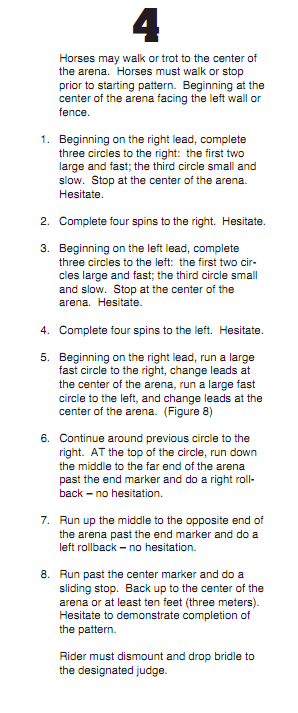 4
Horses may walk or trot to the center of
the arena.  Horses must walk or stop
prior to starting pattern.  Beginning at the
center of the arena facing the left wall or
fence.
1.  Beginning on the right lead, complete
three circles to the right:  the first two
large and fast; the third circle small and
slow.  Stop at the center of the arena.
Hesitate.
2.  Complete four spins to the right.  Hesitate.
3.  Beginning on the left lead, complete
three circles to the left:  the first two cir-
cles large and fast; the third circle small
and slow.  Stop at the center of the
arena.  Hesitate.
4.  Complete four spins to the left.  Hesitate.
5.  Beginning on the right lead, run a large
fast circle to the right, change leads at
the center of the arena, run a large fast
circle to the left, and change leads at the
center of the arena.  (Figure 8)
6.  Continue around previous circle to the
right.  AT the top of the circle, run down
the middle to the far end of the arena
past the end marker and do a right roll-
back – no hesitation.
7.  Run up the middle to the opposite end of
the arena past the end marker and do a
left rollback – no hesitation.
8.  Run past the center marker and do a
sliding stop.  Back up to the center of the
arena or at least ten feet (three meters).
Hesitate to demonstrate completion of
the pattern.
Rider must dismount and drop bridle to
the designated judge.